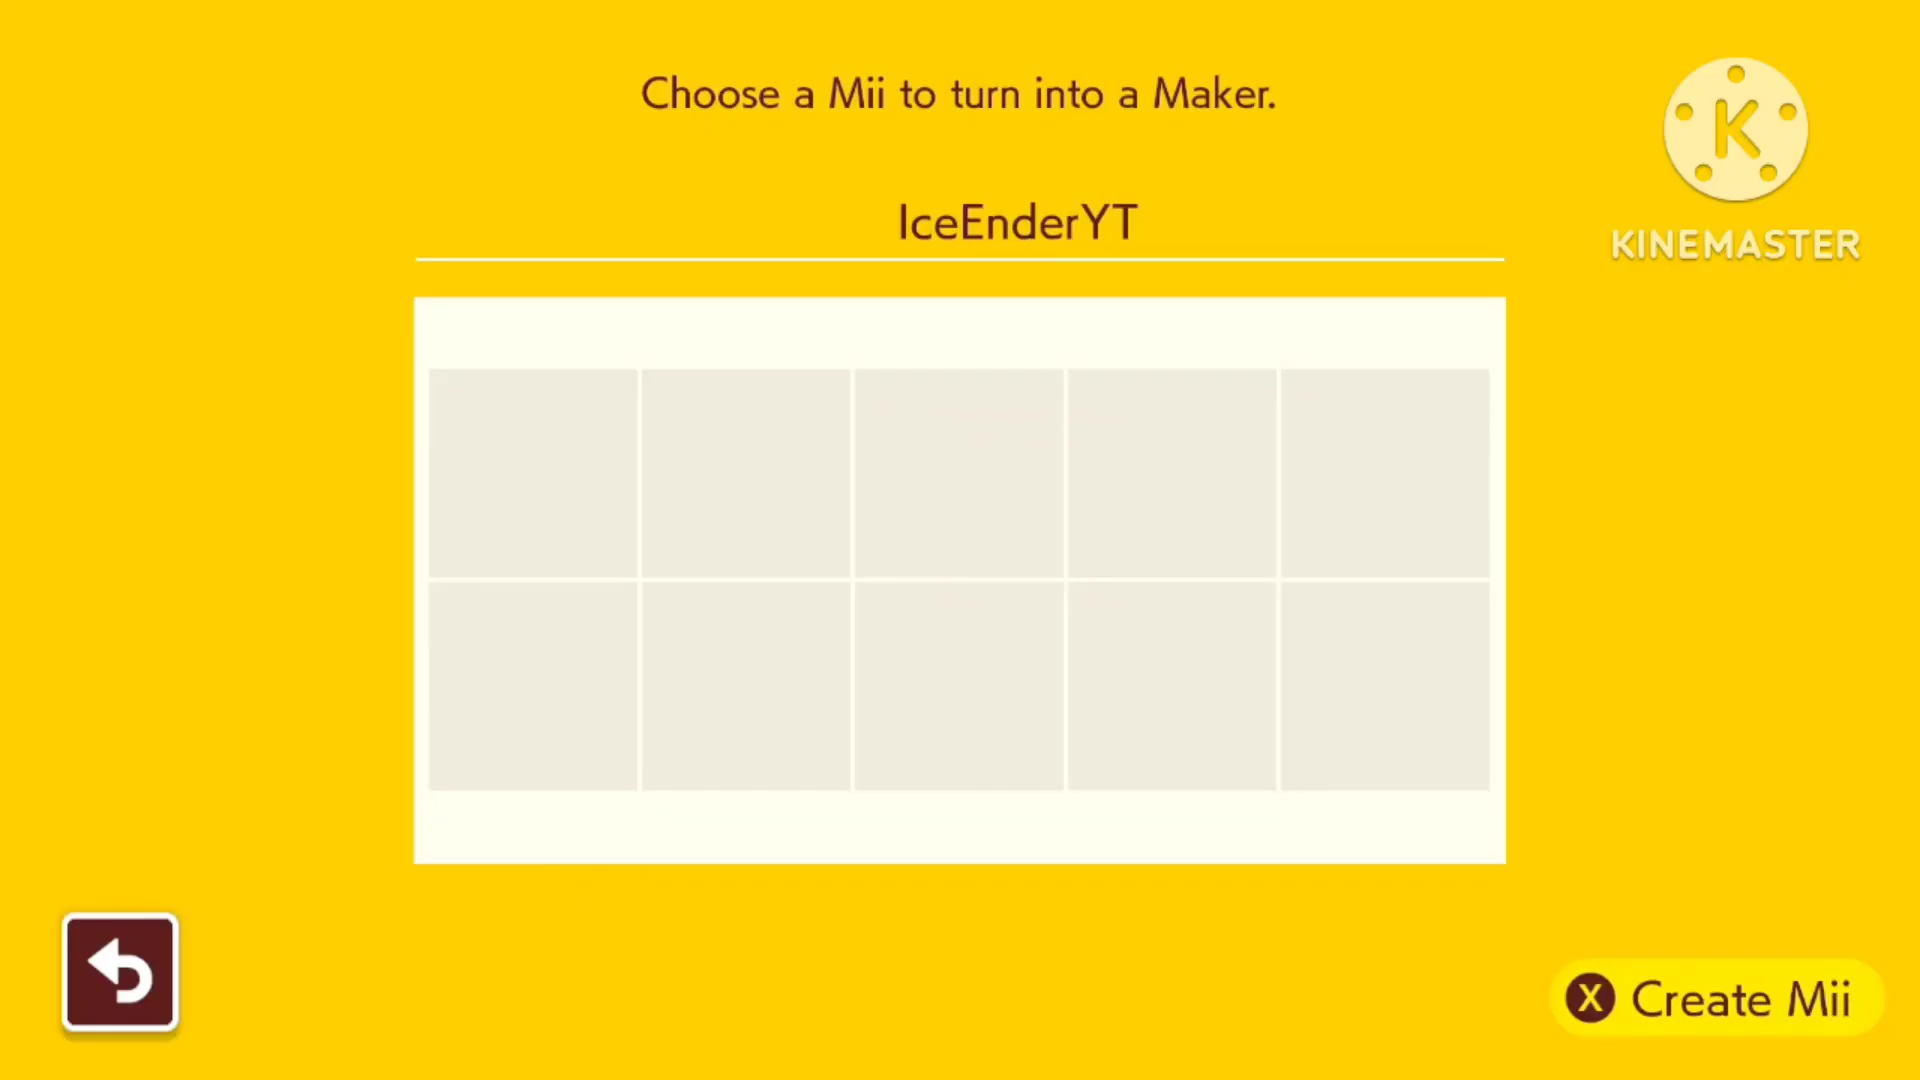 Choose a Mii to turn into a Maker.
K
KINEMASTER
IceEnderYT
X Create Mii